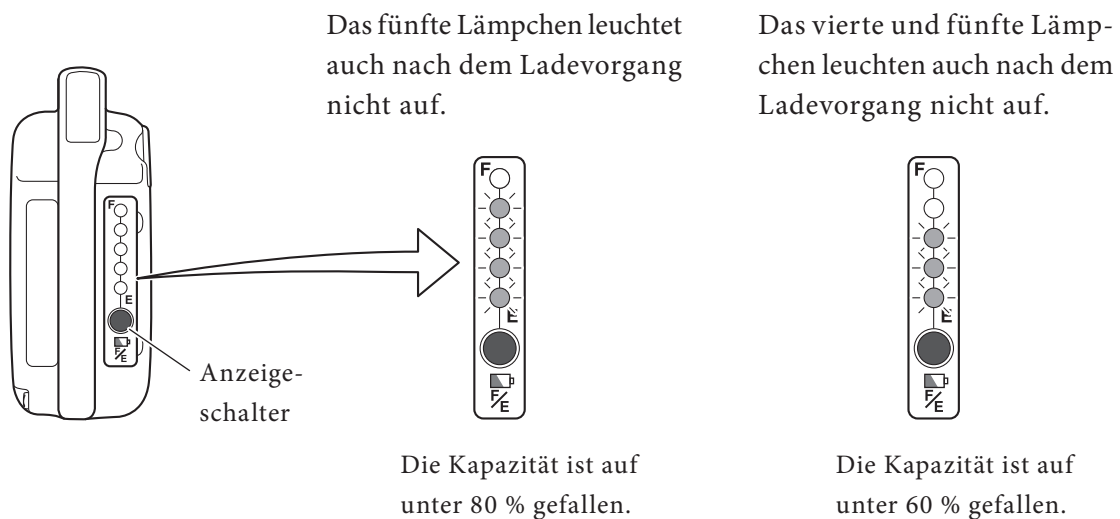 Das fünfte Lämpchen leuchtet
auch nach dem Ladevorgang
nicht auf.
Das vierte und fünfte Lämp-
chen leuchten auch nach dem
Ladevorgang nicht auf.
F
E
F/E
Anzeige-
schalter
F
E
F/E
Die Kapazität ist auf
unter 80 % gefallen.
F
E
F/E
Die Kapazität ist auf
unter 60 % gefallen.